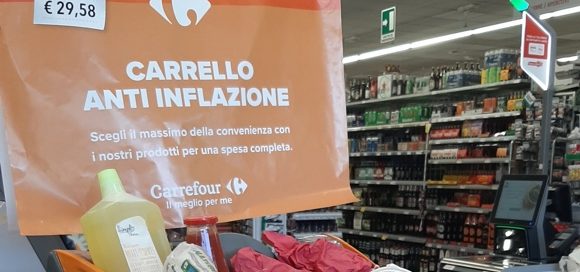 € 29,58
CARRELLO
ANTI INFLAZIONE
Scegli il massimo della convenienza con
i nostri prodotti per una spesa completa.
Carrefour
Il meglio per me